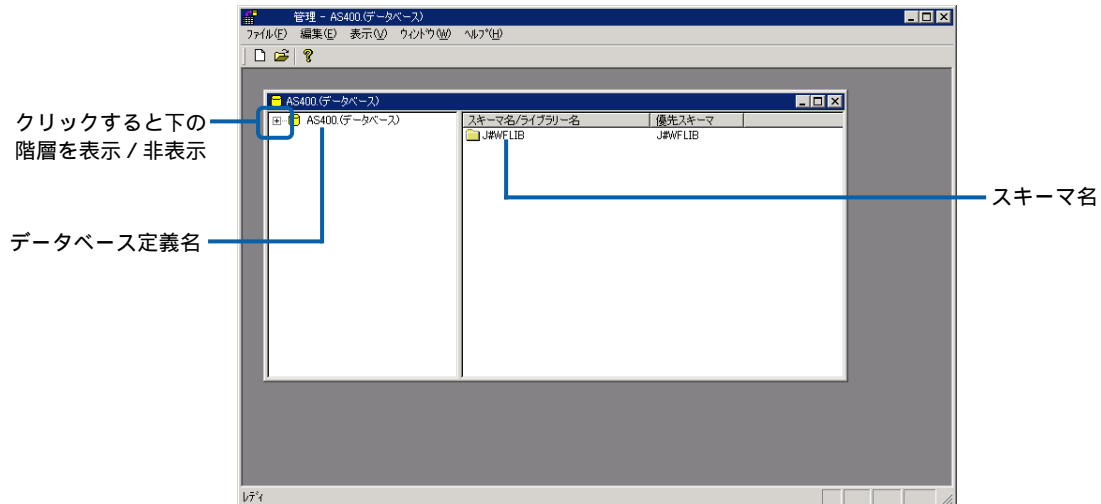 管理 - AS400.(データベース)
ファイル(F) 編集(E) 表示(V) ウィンドウ(W) ヘルプ(H)
AS400.(データベース)
クリックすると下の
階層を表示 / 非表示
AS400.(データベース)
スキーマ名/ライブラリー名 優先スキーマ
J#WFLIB J#WFLIB
スキーマ名
データベース定義名
レディ